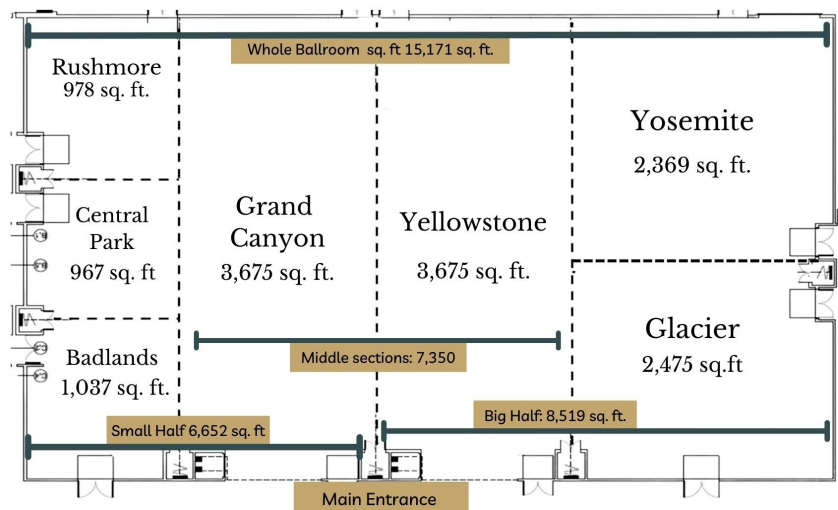 Whole Ballroom sq. ft 15,171 sq. ft.
Rushmore
978 sq. ft.
Yosemite
2,369 sq. ft.
Central
Park
967 sq. ft
Grand
Canyon
3,675 sq. ft.
Yellowstone
3,675 sq. ft.
Glacier
2,475 sq.ft
Middle sections: 7,350
Badlands
1,037 sq. ft.
Small Half 6,652 sq. ft
Big Half: 8,519 sq. ft.
Main Entrance